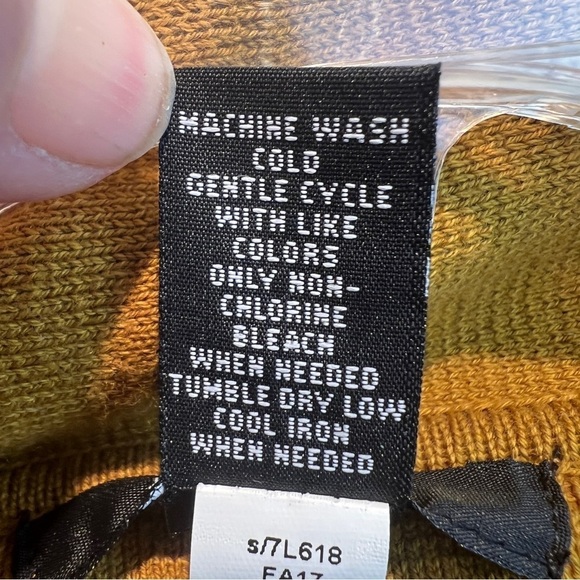 MACHINE WASH
COLD
GENTLE CYCLE
WITH LIKE
COLORS
ONLY NON-
CHLORINE
BLEACH
WHEN NEEDED
TUMBLE DRY LOW
COOL IRON
WHEN NEEDED
s/7L618
FA17